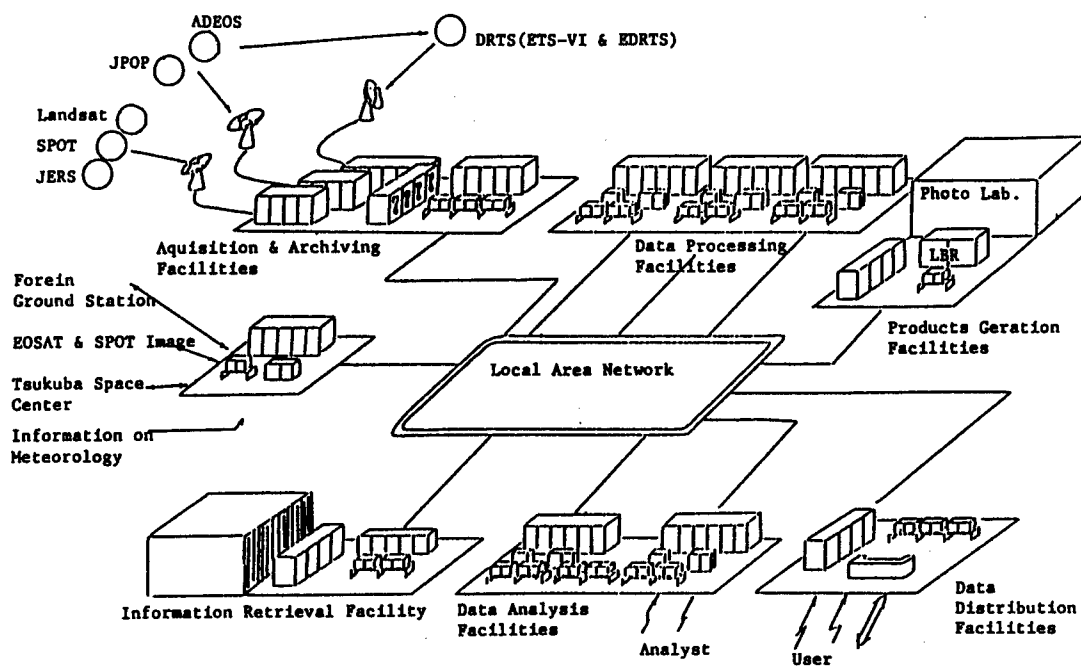 ADEOS
DRTS(ETS-VI & EDRTS)
JPOP
Landsat
SPOT
JERS
Photo Lab.
LBR
Aquisition & Archiving
Facilities
Data Processing
Facilities
Products Geration
Facilities
Forein
Ground Station
EOSAT & SPOT Image
Tsukuba Space
Center
Information on
Meteorology
Local Area Network
Information Retrieval Facility
Data Analysis
Facilities
Analyst
Data
Distribution
Facilities
User